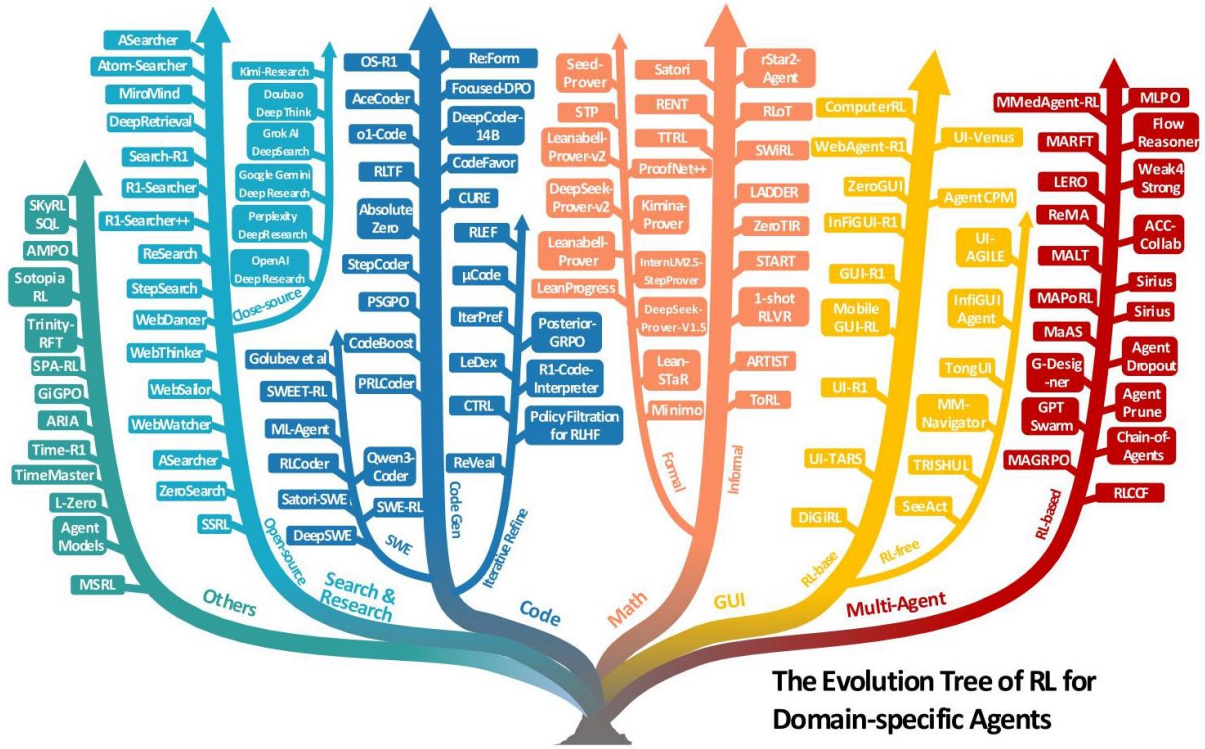 SKyRL
SQL
AMPO
Sotopia
RL
Trinity-
RFT
SPA-RL
GiGPO
ARIA
Time-R1
TimeMaster
L-Zero
Agent
Models
MSRL
Others
ASearcher
Atom-Searcher
MiroMind
DeepRetrieval
Search-R1
R1-Searcher
R1-Searcher++
ReSearch
StepSearch
WebDancer
WebThinker
WebSailor
WebWatcher
ASearcher
ZeroSearch
SSRL
Open-source
Kimi-Research
Doubao
Deep Think
Grok AI
DeepSearch
Google Gemini
Deep Research
Perplexity
DeepResearch
OpenAI
Deep Research
Close-source
Search &
Research
OS-R1
AceCoder
o1-Code
RLTF
Absolute
Zero
StepCoder
PSGPO
CodeBoost
PRLCoder
Re:Form
Focused-DPO
DeepCoder-
14B
CodeFavor
CURE
Code Gen
Golubev et al
SWEET-RL
ML-Agent
RLCoder
Satori-SWE
DeepSWE
Qwen3-
Coder
SWE-RL
SWE
RLEF
μCode
IterPref
LeDex
CTRL
ReVeal
Posterior-
GRPO
R1-Code-
Interpreter
PolicyFiltration
for RLHF
Iterative Refine
Code
Seed-
Prover
STP
Leanabell-
Prover-v2
DeepSeek-
Prover-v2
Leanabell-
Prover
LeanProgress
ProofNet++
Kimina-
Prover
InternLM2.5-
StepProver
DeepSeek-
Prover-V1.5
Lean-
STaR
Minimo
Formal
Satori
RENT
TTRL
rStar2-
Agent
RLoT
SWiRL
LADDER
ZeroTIR
START
1-shot
RLVR
ARTIST
ToRL
Informal
Math
ComputerRL
WebAgent-R1
ZeroGUI
InFiGUI-R1
GUI-R1
Mobile
GUI-RL
UI-R1
UI-TARS
DiGiRL
UI-Venus
AgentCPM
RL-base
UI-
AGILE
InfiGUI
Agent
TongUI
MM-
Navigator
TRISHUL
SeeAct
RL-free
GUI
MMedAgent-RL
MARFT
LERO
ReMA
MALT
MAPoRL
MaAS
G-Desig
-ner
GPT
Swarm
MAGRPO
MLPO
Flow
Reasoner
Weak4
Strong
ACC-
Collab
Sirius
Sirius
Agent
Dropout
Agent
Prune
Chain-of-
Agents
RLCCF
RL-based
Multi-Agent
The Evolution Tree of RL for
Domain-specific Agents